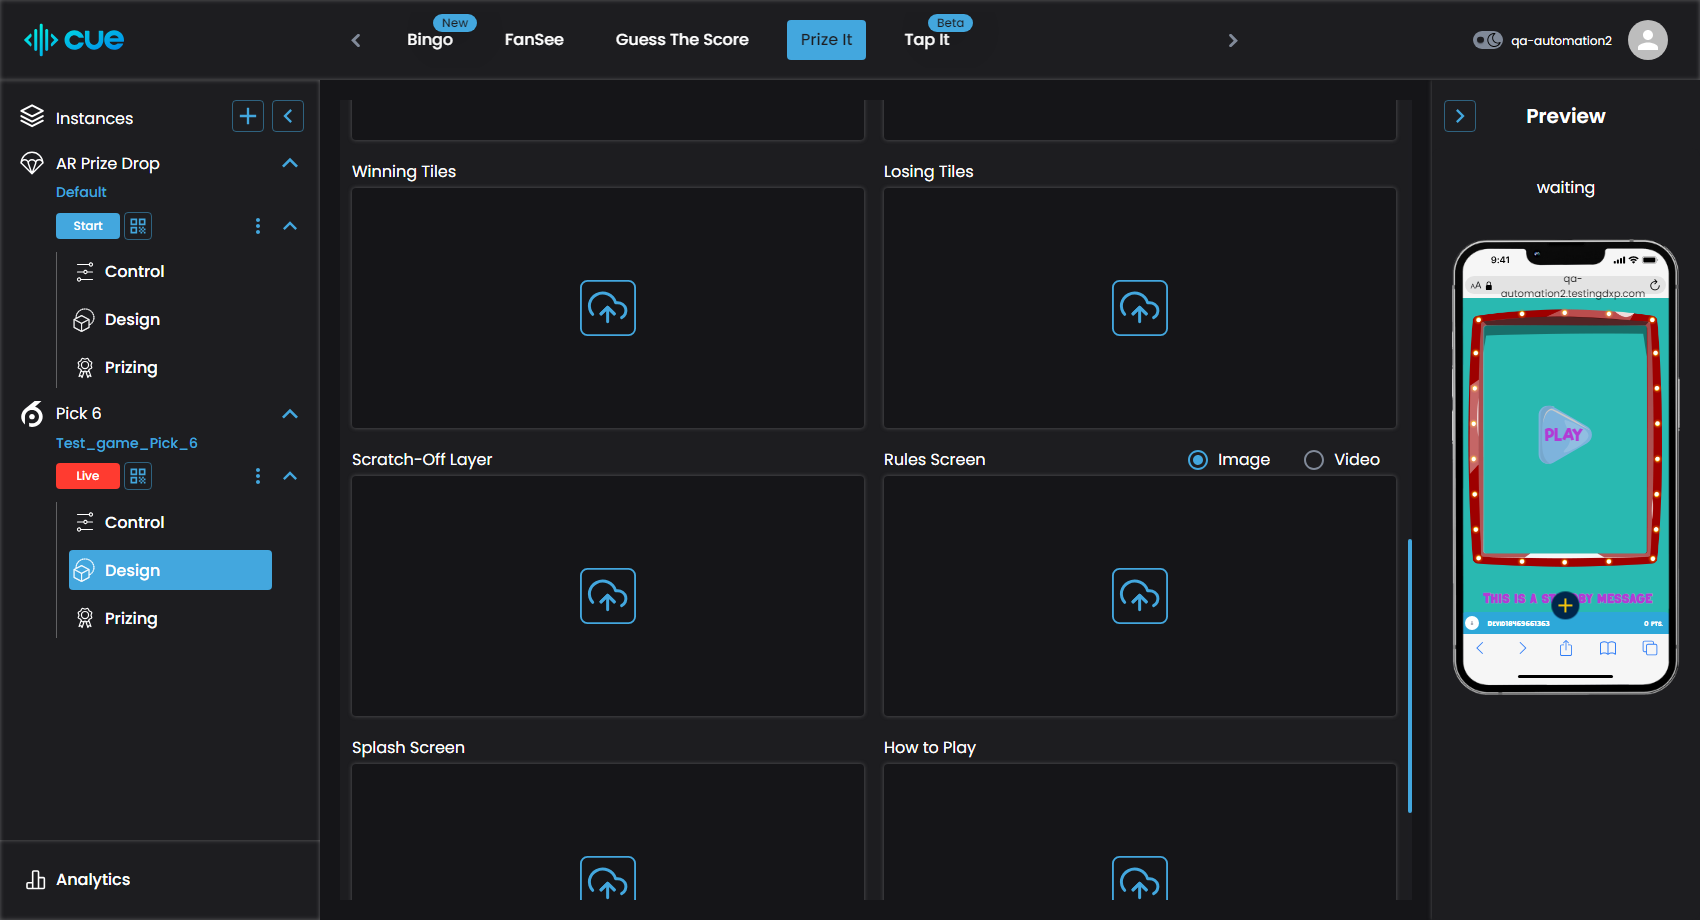 cue
Bingo
New
FanSee
Guess The Score
Prize It
Tap It
Beta
qa-automation2
Instances
AR Prize Drop
Default
Start
Control
Design
Prizing
Pick 6
Test_game_Pick_6
Live
Control
Design
Prizing
Analytics
Winning Tiles
Losing Tiles
Scratch-Off Layer
Rules Screen
Image
Video
Splash Screen
How to Play
Preview
waiting
9:41
AA
qa-
automation2.testingdxp.com
PLAY
THIS IS A ST BY MESSAGE
0 PTS.